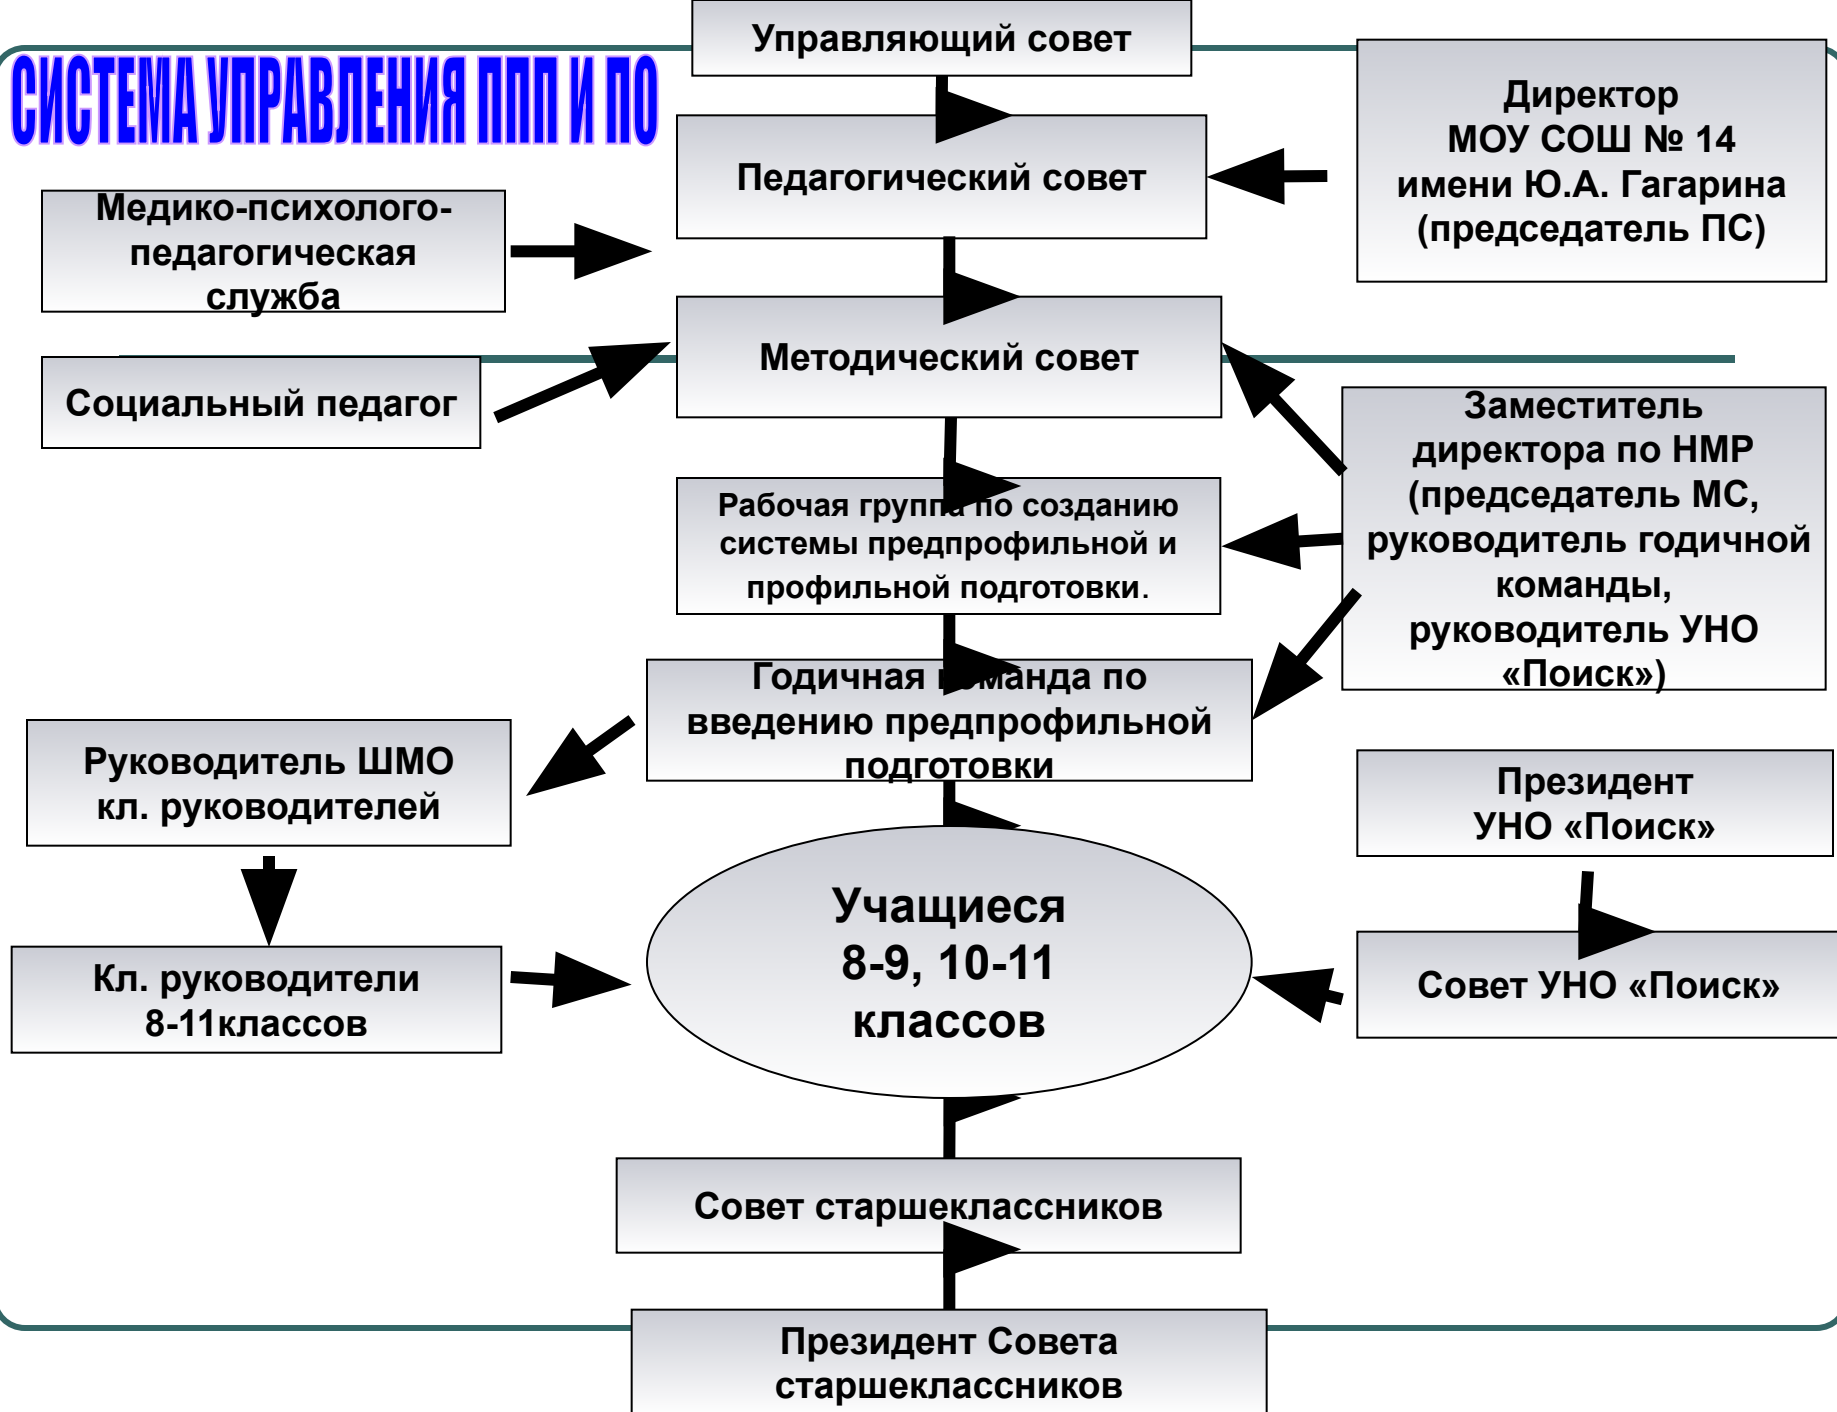 Управляющий совет
СИСТЕМА УПРАВЛЕНИЯ ППП И ПО
Директор
МОУ СОШ № 14
имени Ю.А. Гагарина
(председатель ПС)
Педагогический совет
Медико-психолого-
педагогическая
служба
Методический совет
Социальный педагог
Заместитель
директора по НМР
(председатель МС,
руководитель годичной
команды,
руководитель УНО
«Поиск»)
Рабочая группа по созданию
системы предпрофильной и
профильной подготовки.
Годичная команда по
введению предпрофильной
подготовки
Руководитель ШМО
кл. руководителей
Президент
УНО «Поиск»
Учащиеся
8-9, 10-11
классов
Кл. руководители
8-11классов
Совет УНО «Поиск»
Совет старшеклассников
Президент Совета
старшеклассников